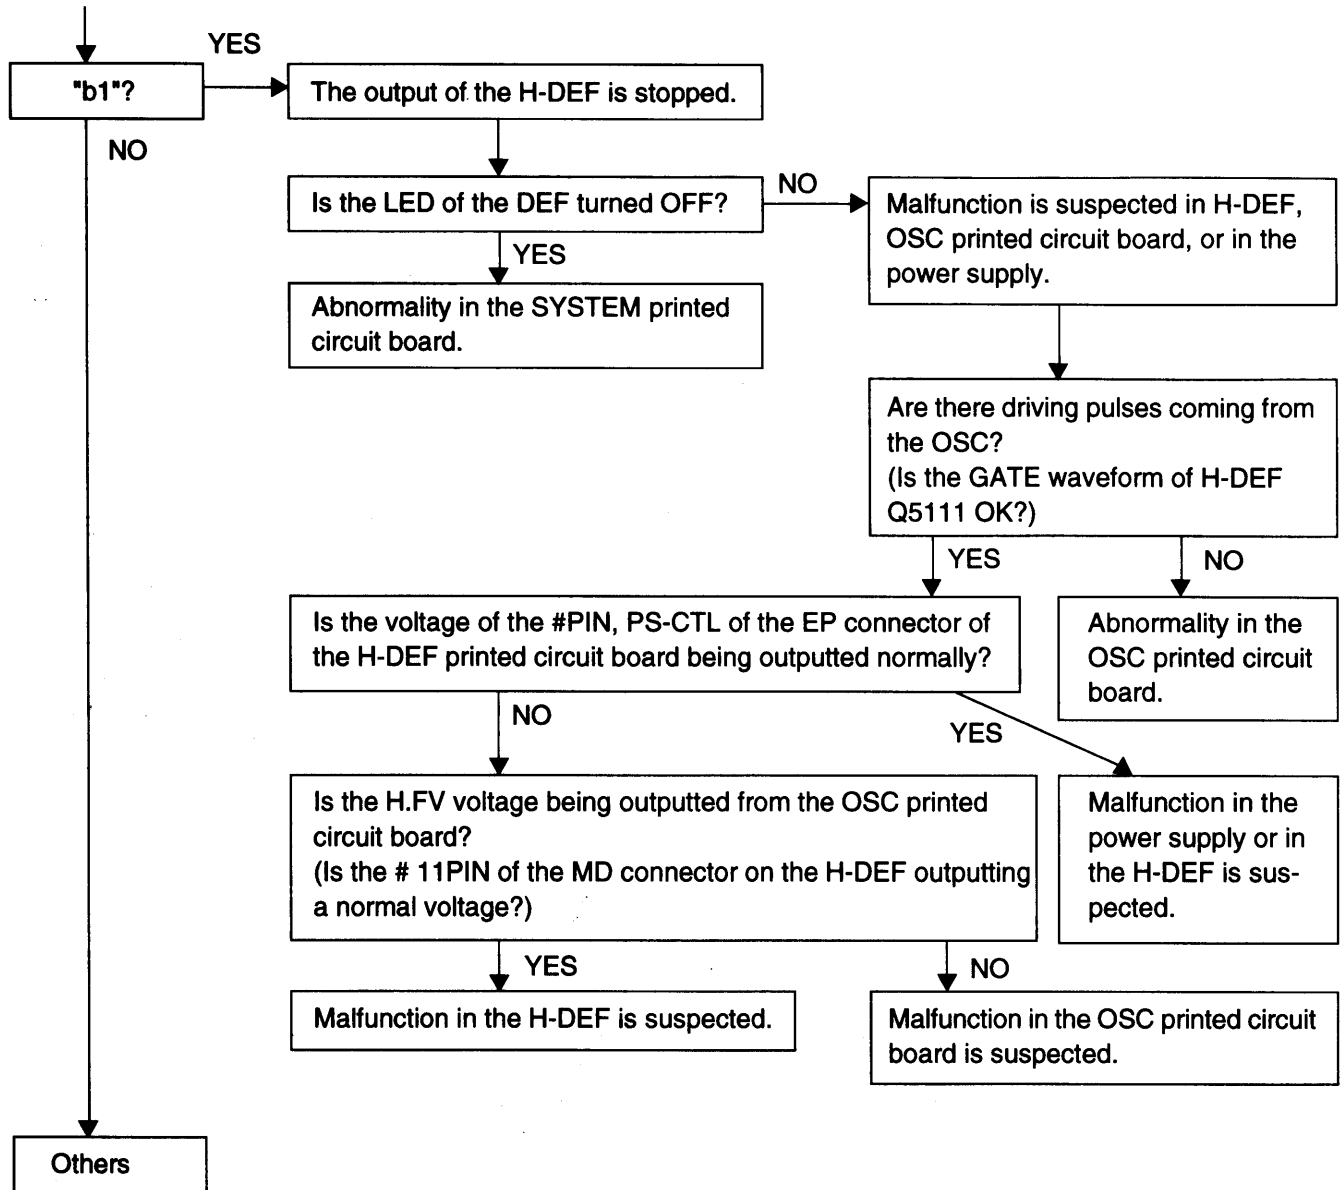 YES
"b1"?
The output of the H-DEF is stopped.
NO
Is the LED of the DEF turned OFF?
NO
Malfunction is suspected in H-DEF,
OSC printed circuit board, or in the
power supply.
YES
Abnormality in the SYSTEM printed
circuit board.
Are there driving pulses coming from
the OSC?
(Is the GATE waveform of H-DEF
Q5111 OK?)
YES
NO
Is the voltage of the #PIN, PS-CTL of the EP connector of
the H-DEF printed circuit board being outputted normally?
Abnormality in the
OSC printed circuit
board.
NO
YES
Is the H.FV voltage being outputted from the OSC printed
circuit board?
(Is the # 11PIN of the MD connector on the H-DEF outputting
a normal voltage?)
Malfunction in the
power supply or in
the H-DEF is sus-
pected.
YES
NO
Malfunction in the H-DEF is suspected.
Malfunction in the OSC printed circuit
board is suspected.
Others